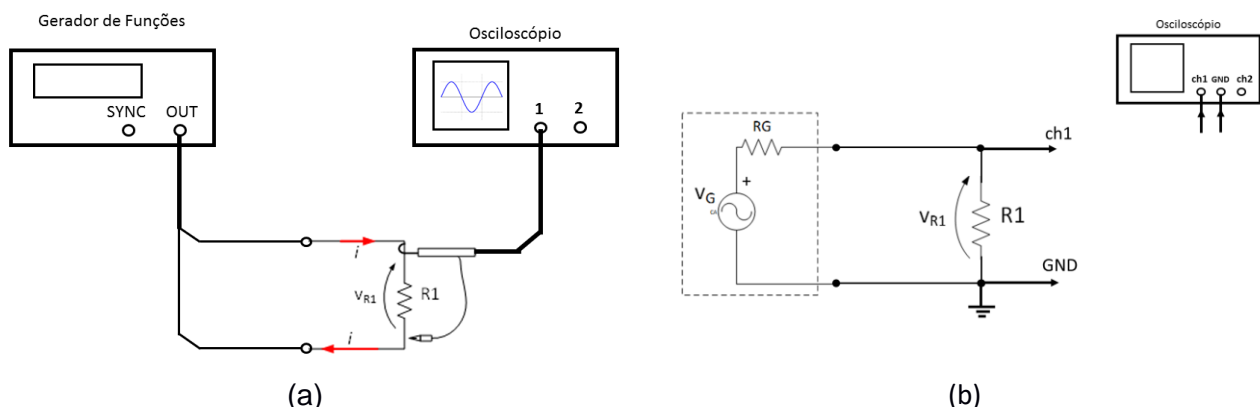 Gerador de Funções
SYNC
OUT
Osciloscópio
1
2
i
VR1
R1
i
(a)
Osciloscópio
ch1
GND
ch2
RG
ch1
+
VG
CA
VR1
R1
GND
(b)